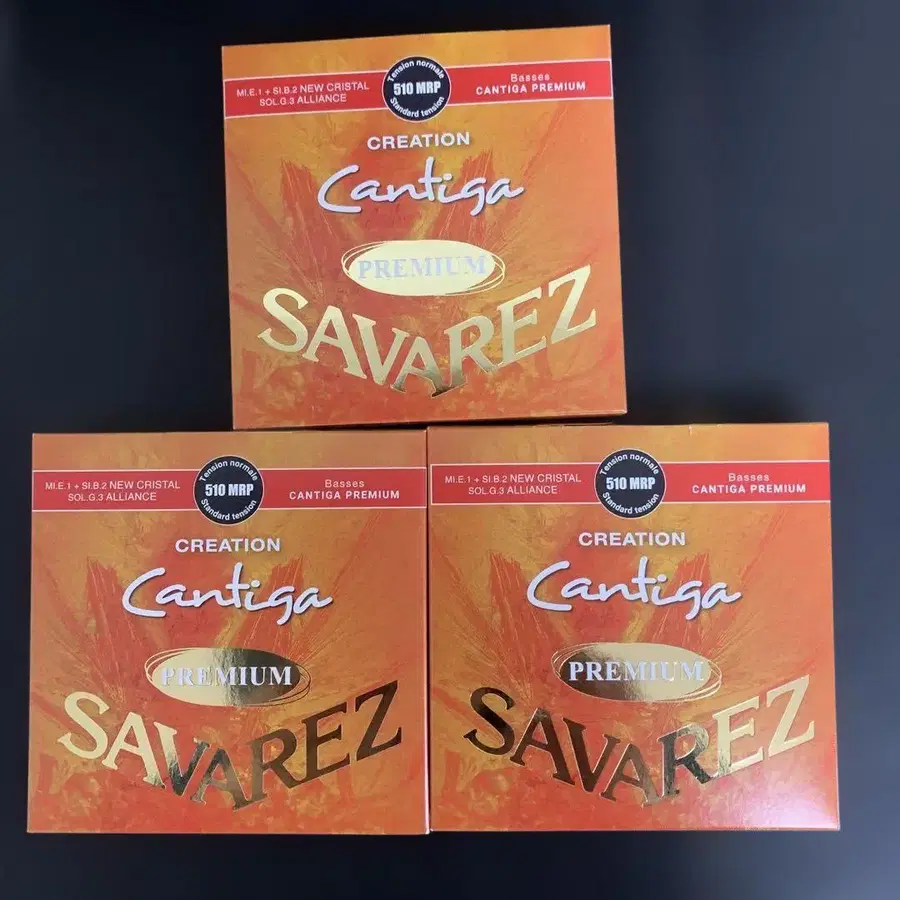 MI.E.1 + SI.B.2 NEW CRISTAL
SOL.G.3 ALLIANCE
Tension normale
510 MRP
Standard tension
Basses
CANTIGA PREMIUM
CREATION
Cantiga
PREMIUM
SAVAREZ
MI.E.1 + SI.B.2 NEW CRISTAL
SOL.G.3 ALLIANCE
Tension normale
510 MRP
Standard tension
Basses
CANTIGA PREMIUM
CREATION
Cantiga
PREMIUM
SAVAREZ
MI.E.1 + SI.B.2 NEW CRISTAL
SOL.G.3 ALLIANCE
Tension normale
510 MRP
Standard tension
Basses
CANTIGA PREMIUM
CREATION
Cantiga
PREMIUM
SAVAREZ